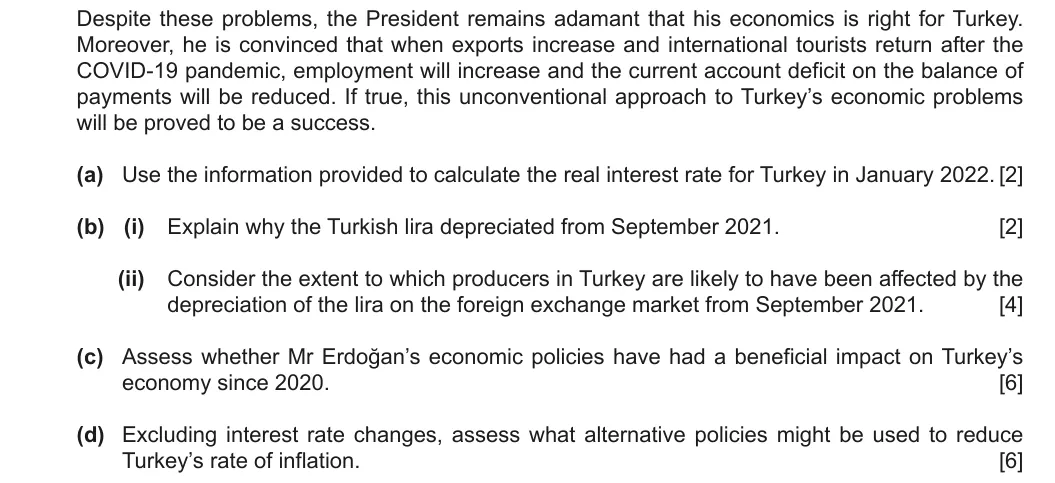 Despite these problems, the President remains adamant that his economics is right for Turkey.
Moreover, he is convinced that when exports increase and international tourists return after the
COVID-19 pandemic, employment will increase and the current account deficit on the balance of
payments will be reduced. If true, this unconventional approach to Turkey’s economic problems
will be proved to be a success.
(a) Use the information provided to calculate the real interest rate for Turkey in January 2022. [2]
(b) (i) Explain why the Turkish lira depreciated from September 2021. [2]
(ii) Consider the extent to which producers in Turkey are likely to have been affected by the
depreciation of the lira on the foreign exchange market from September 2021. [4]
(c) Assess whether Mr Erdoğan’s economic policies have had a beneficial impact on Turkey’s
economy since 2020. [6]
(d) Excluding interest rate changes, assess what alternative policies might be used to reduce
Turkey’s rate of inflation. [6]